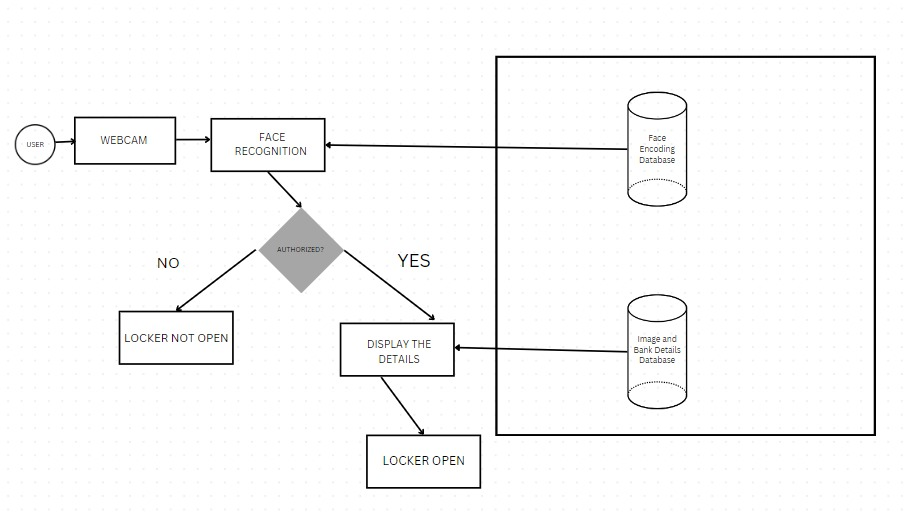 USER
WEBCAM
FACE
RECOGNITION
Face
Encoding
Database
AUTHORIZED?
NO
YES
LOCKER NOT OPEN
DISPLAY THE
DETAILS
Image and
Bank Details
Database
LOCKER OPEN